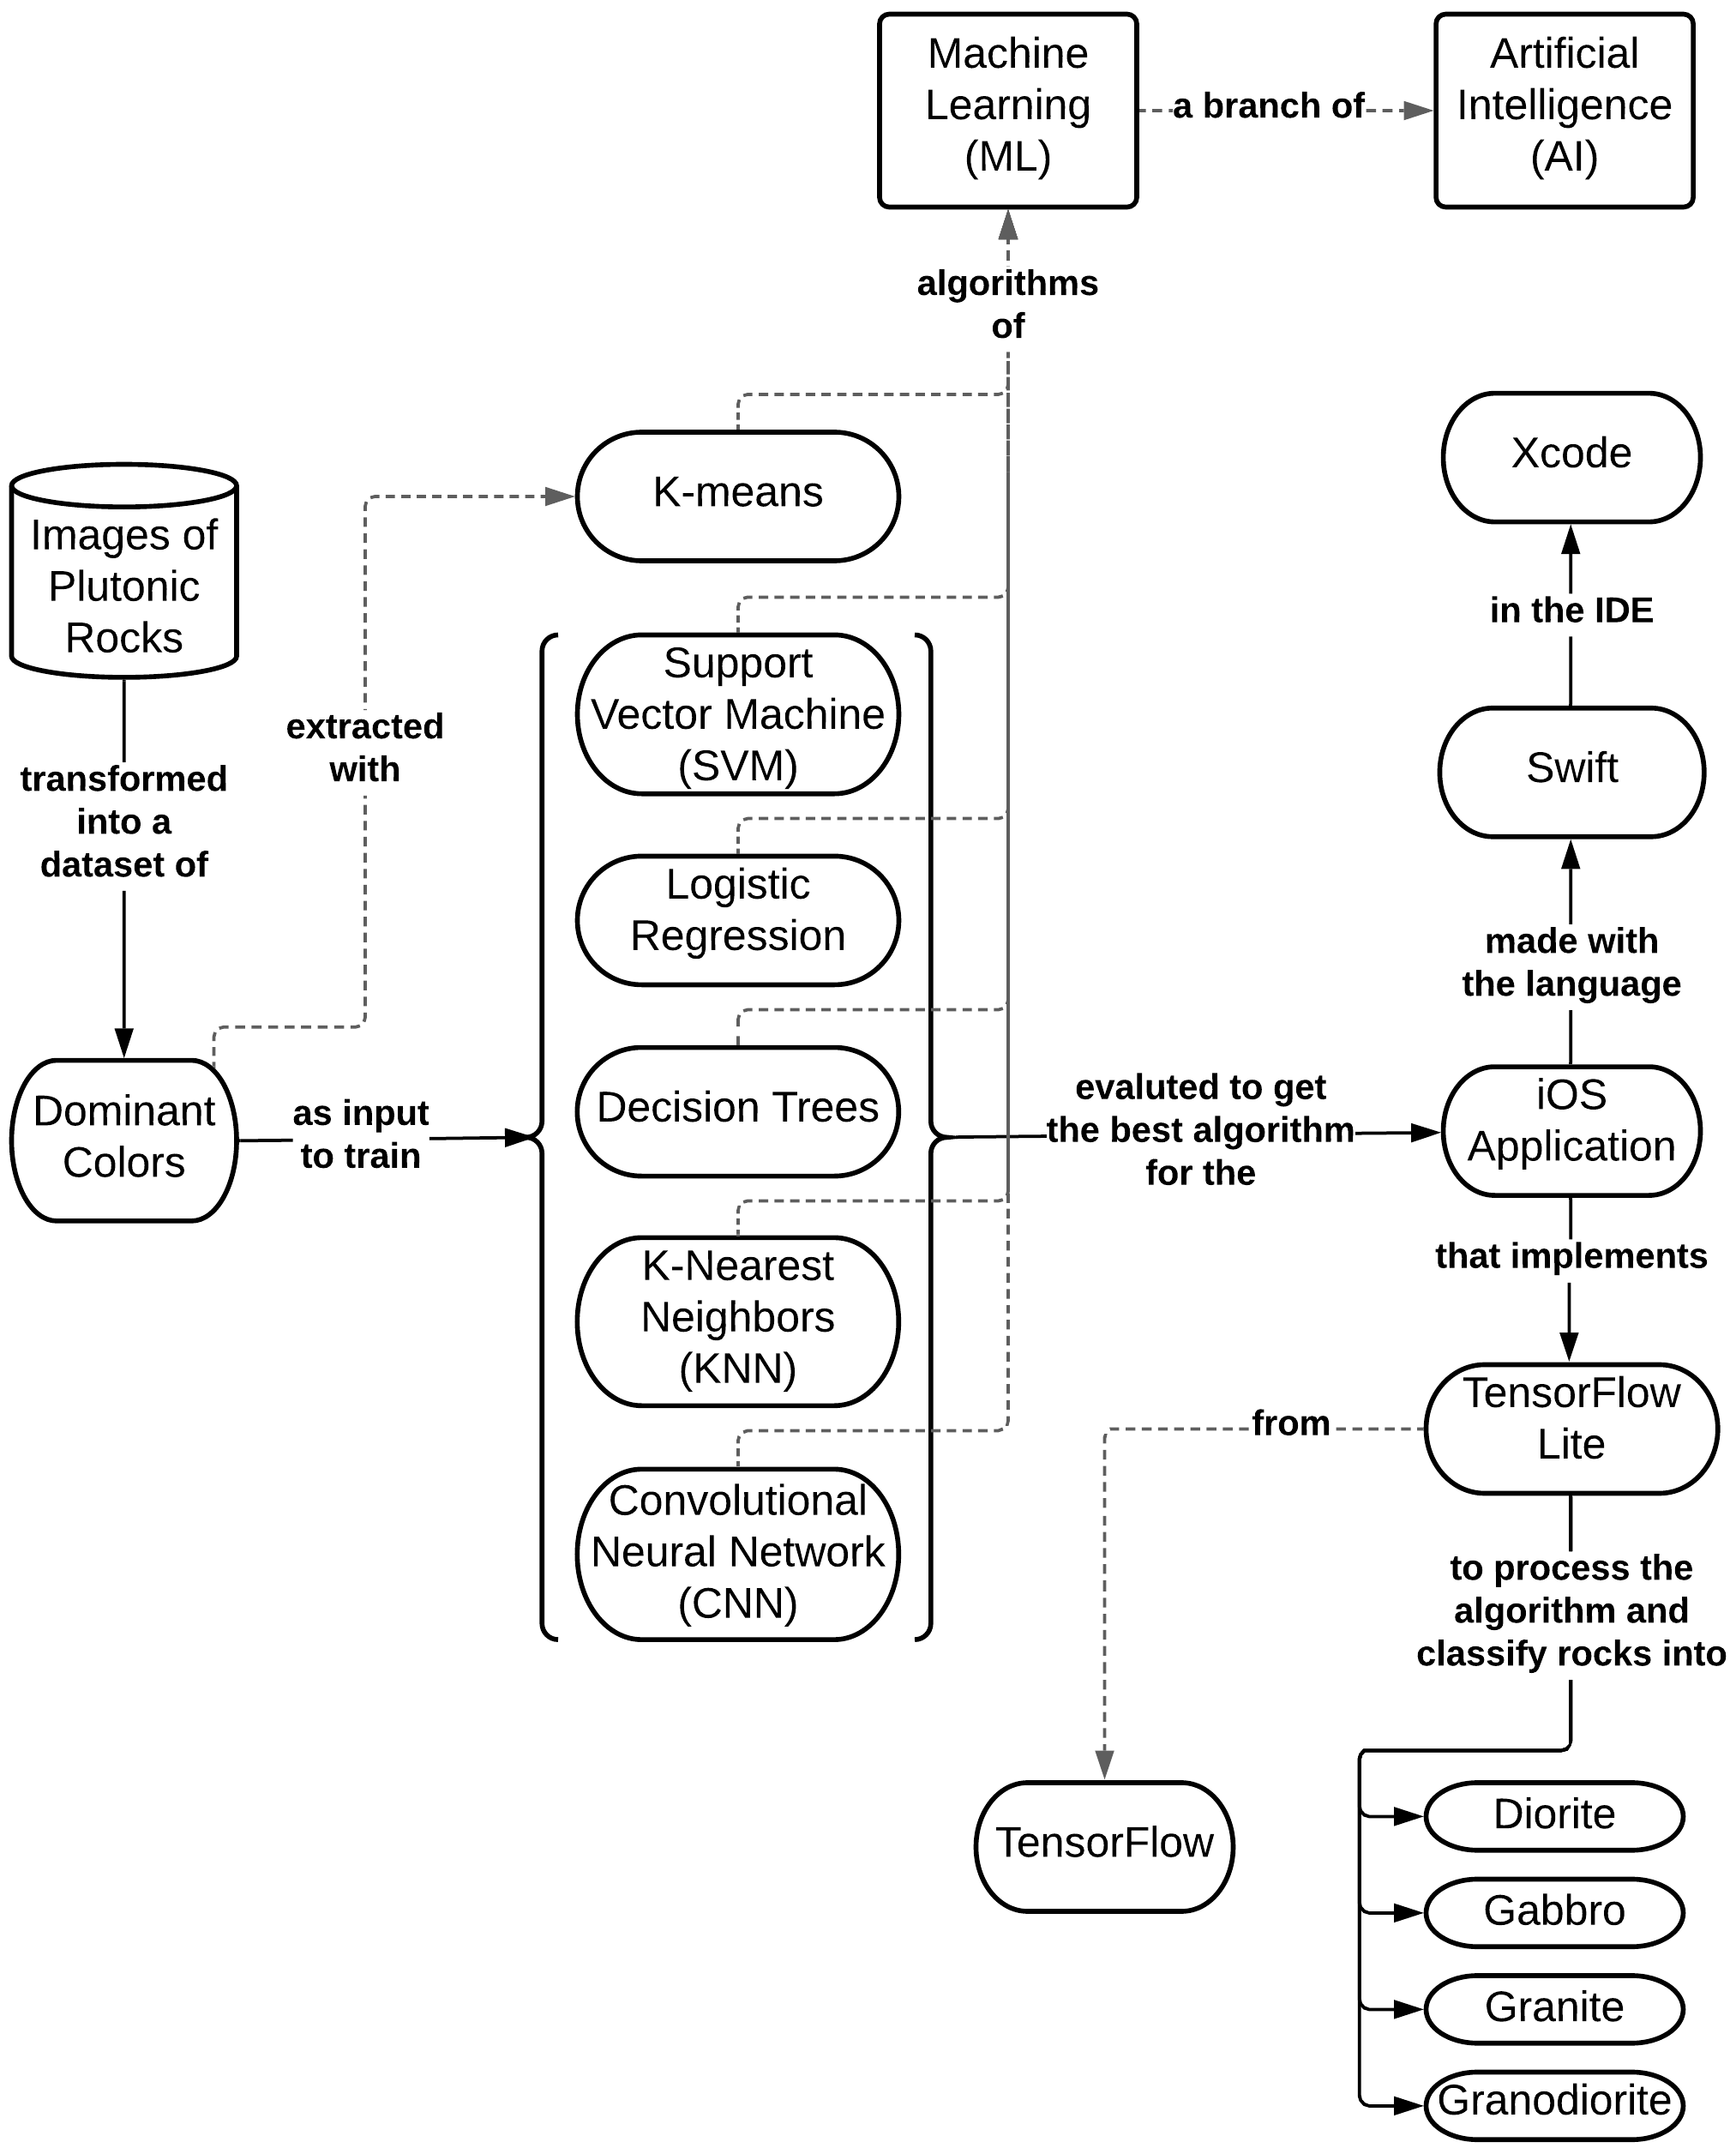 Machine
Learning
(ML)
a branch of
Artificial
Intelligence
(AI)
algorithms
of
K-means
Xcode
Images of
Plutonic
Rocks
in the IDE
Support
Vector Machine
(SVM)
extracted
with
Swift
transformed
into a
dataset of
Logistic
Regression
made with
the language
Dominant
Colors
as input
to train
Decision Trees
evaluted to get
the best algorithm
for the
iOS
Application
that implements
K-Nearest
Neighbors
(KNN)
TensorFlow
Lite
from
Convolutional
Neural Network
(CNN)
to process the
algorithm and
classify rocks into
TensorFlow
Diorite
Gabbro
Granite
Granodiorite